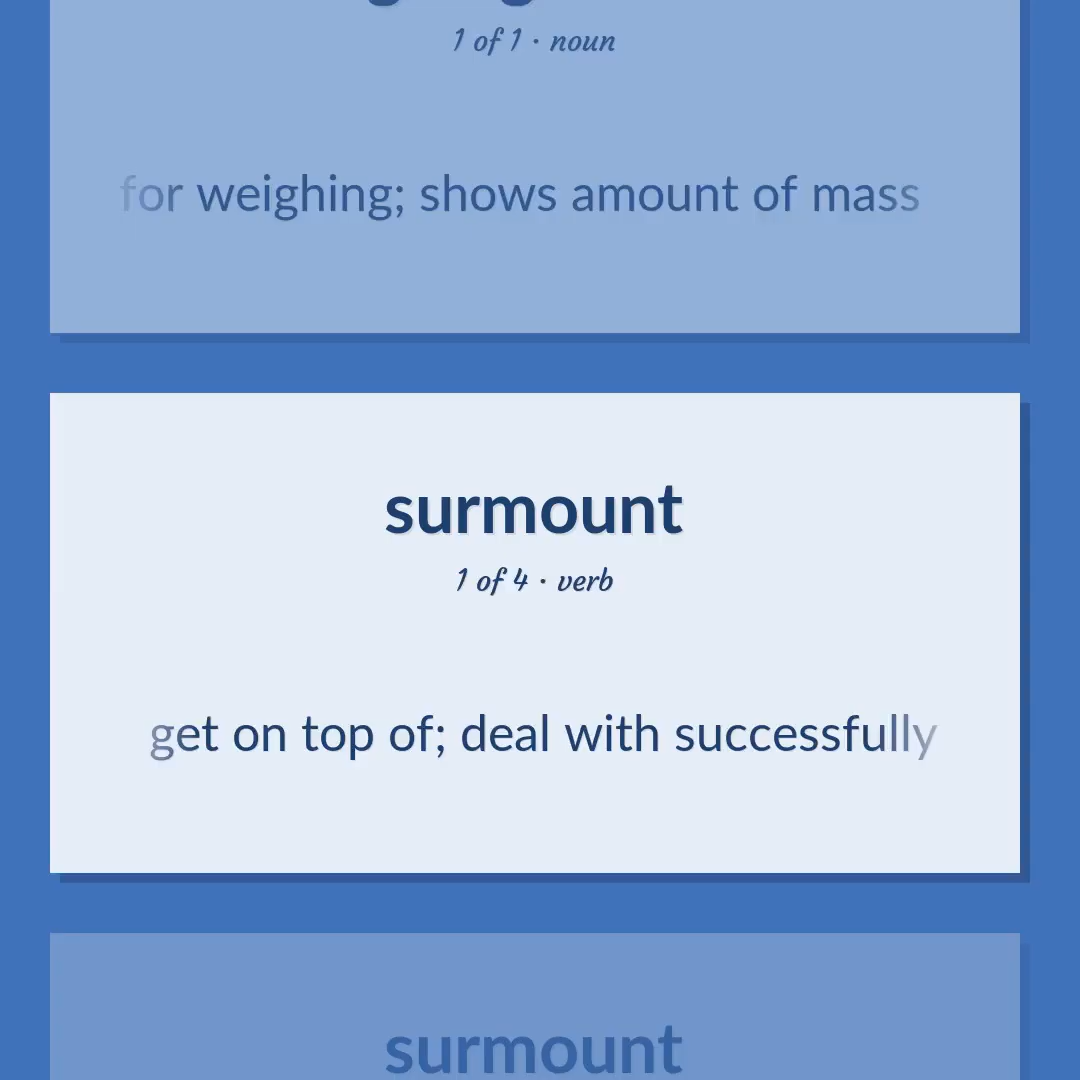 1 of 1 · noun
for weighing; shows amount of mass
surmount
1 of 4 · verb
get on top of; deal with successfully
surmount